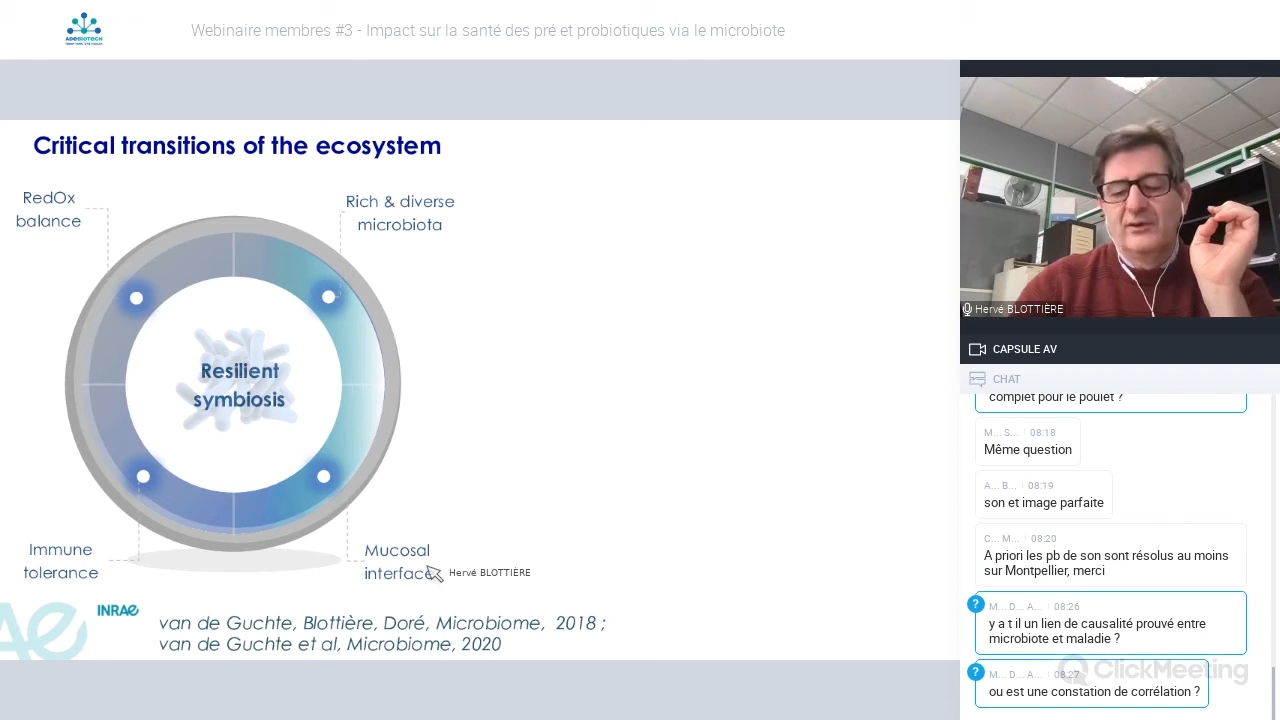 ADEBIOTECH
Webinaire membres #3 - Impact sur la santé des pré et probiotiques via le microbiote
Critical transitions of the ecosystem
RedOx
balance
Rich & diverse
microbiota
Resilient
symbiosis
Immune
tolerance
Mucosal
interface
Hervé BLOTTIÈRE
INRAE
van de Guchte, Blottière, Doré, Microbiome, 2018 ;
van de Guchte et al, Microbiome, 2020
Hervé BLOTTIÈRE
CAPSULE AV
CHAT
complet pour le poulet ?
M... S... 08:18
Même question
A... B... 08:19
son et image parfaite
C... M... 08:20
A priori les pb de son sont résolus au moins
sur Montpellier, merci
? M... D... A... 08:26
y a t il un lien de causalité prouvé entre
microbiote et maladie ?
? M... D... A... 08:27
ClickMeeting
ou est une constation de corrélation ?